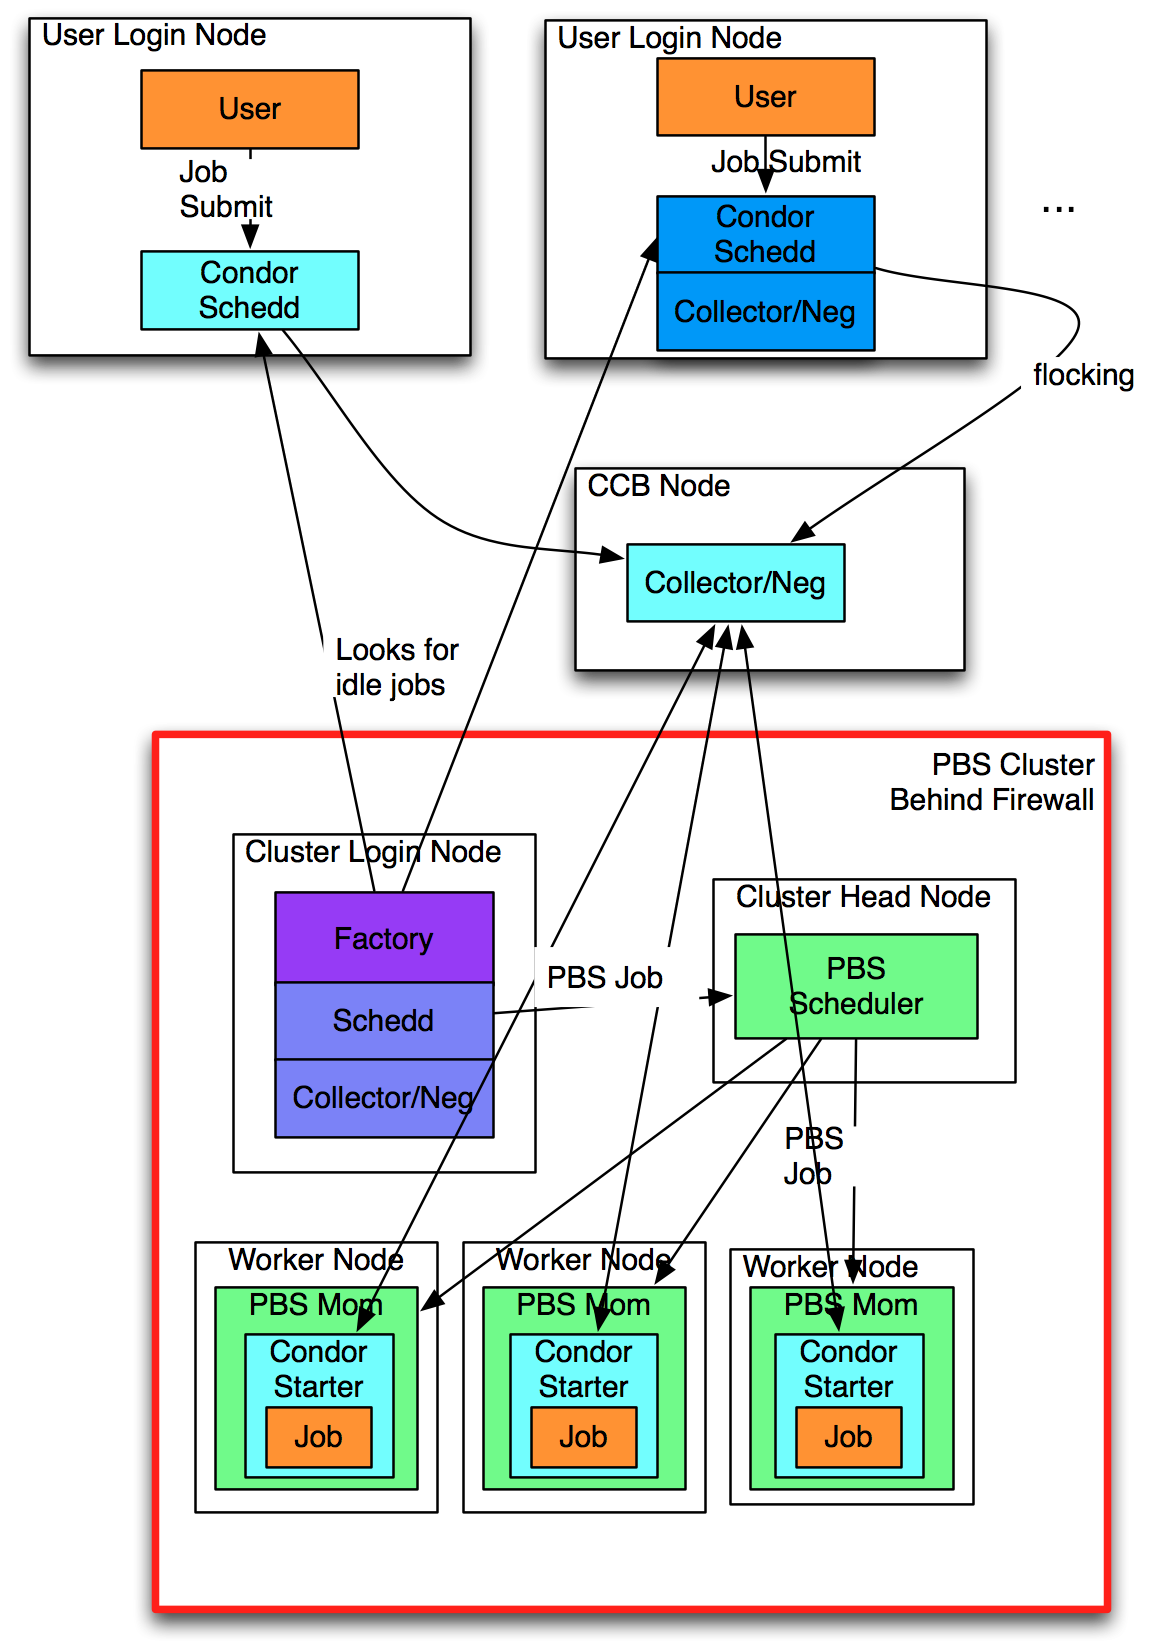 User Login Node
User
Job
Submit
Condor
Schedd
User Login Node
User
Job Submit
Condor
Schedd
Collector/Neg
...
flocking
CCB Node
Collector/Neg
Looks for
idle jobs
PBS Cluster
Behind Firewall
Cluster Login Node
Factory
Schedd
Collector/Neg
PBS Job
Cluster Head Node
PBS
Scheduler
PBS
Job
Worker Node
PBS Mom
Condor
Starter
Job
Worker Node
PBS Mom
Condor
Starter
Job
Worker Node
PBS Mom
Condor
Starter
Job